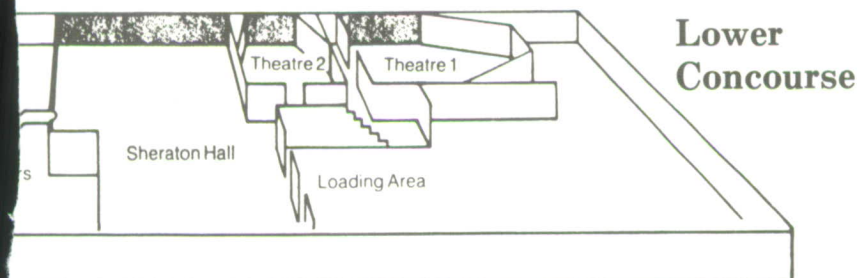 Lower
Concourse
Theatre 2
Theatre 1
Sheraton Hall
Loading Area